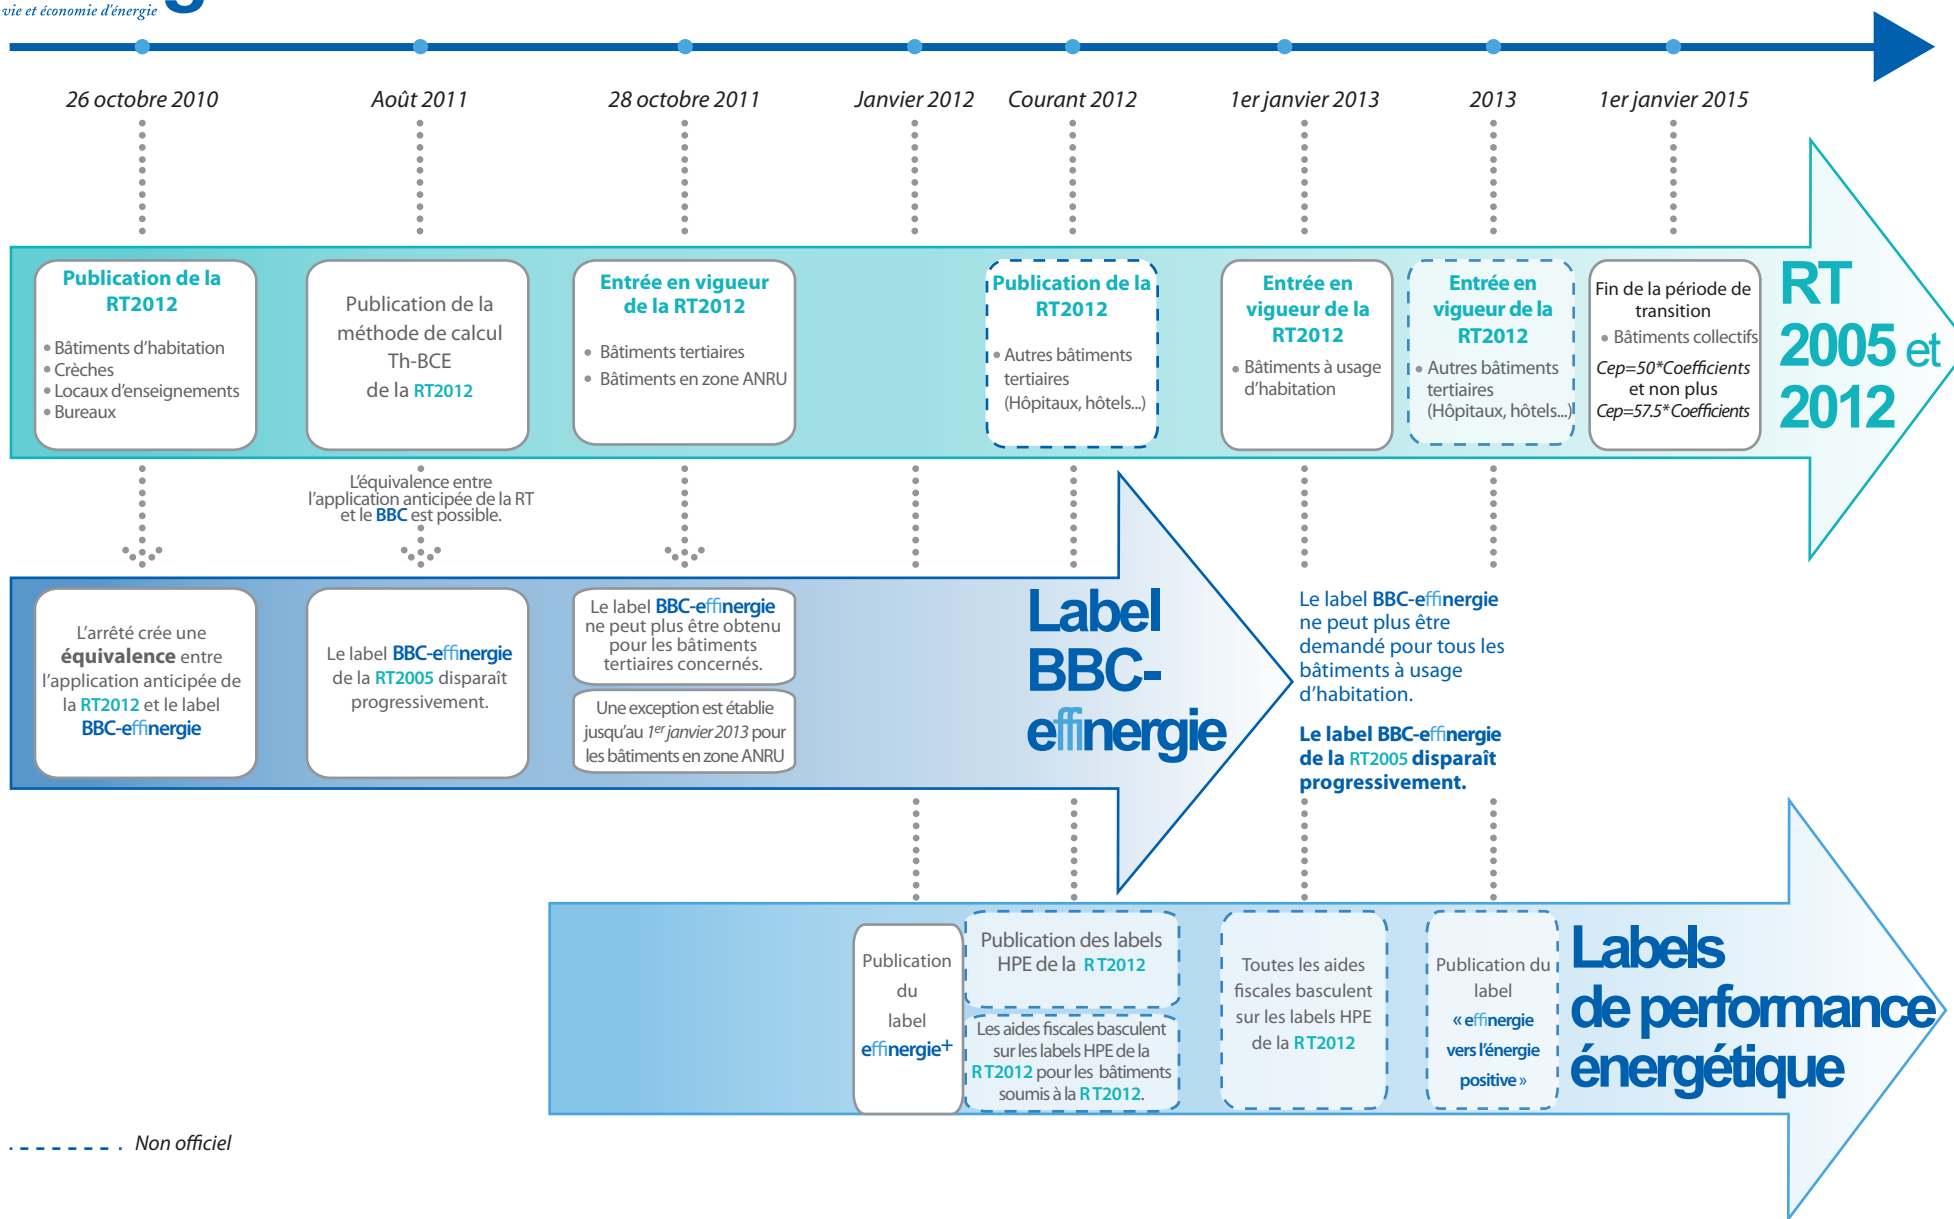 vie et économie d'énergie
26 octobre 2010
Août 2011
28 octobre 2011
Janvier 2012
Courant 2012
1er janvier 2013
2013
1er janvier 2015
Publication de la
RT2012
• Bâtiments d'habitation
• Crèches
• Locaux d'enseignements
• Bureaux
Publication de la
méthode de calcul
Th-BCE
de la RT2012
Entrée en vigueur
de la RT2012
• Bâtiments tertiaires
• Bâtiments en zone ANRU
Publication de la
RT2012
• Autres bâtiments
tertiaires
(Hôpitaux, hôtels...)
Entrée en
vigueur de la
RT2012
• Bâtiments à usage
d'habitation
Entrée en
vigueur de la
RT2012
• Autres bâtiments
tertiaires
(Hôpitaux, hôtels...)
Fin de la période de
transition
• Bâtiments collectifs
Cep=50*Coefficients
et non plus
Cep=57.5*Coefficients
RT
2005 et
2012
L'équivalence entre
l'application anticipée de la RT
et le BBC est possible.
L'arrêté crée une
équivalence entre
l'application anticipée de
la RT2012 et le label
BBC-effinergie
Le label BBC-effinergie
de la RT2005 disparaît
progressivement.
Le label BBC-effinergie
ne peut plus être obtenu
pour les bâtiments
tertiaires concernés.
Une exception est établie
jusqu'au 1er janvier 2013 pour
les bâtiments en zone ANRU
Label
BBC-
effinergie
Le label BBC-effinergie
ne peut plus être
demandé pour tous les
bâtiments à usage
d'habitation.
Le label BBC-effinergie
de la RT2005 disparaît
progressivement.
Publication
du
label
effinergie+
Publication des labels
HPE de la RT2012
Les aides fiscales basculent
sur les labels HPE de la
RT2012 pour les bâtiments
soumis à la RT2012.
Toutes les aides
fiscales basculent
sur les labels HPE
de la RT2012
Publication du
label
« effinergie
vers l'énergie
positive »
Labels
de performance
énergétique
Non officiel